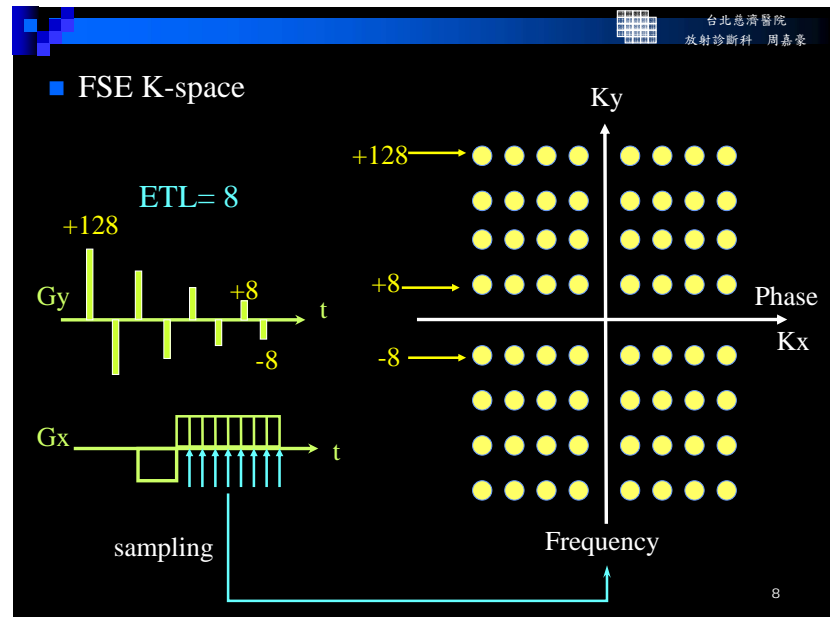 台北慈濟醫院
放射診斷科 周嘉豪
FSE K-space
Ky
+128
ETL= 8
+128
Gy
+8
t
+8
Phase
Kx
-8
-8
Gx
t
sampling
Frequency
8